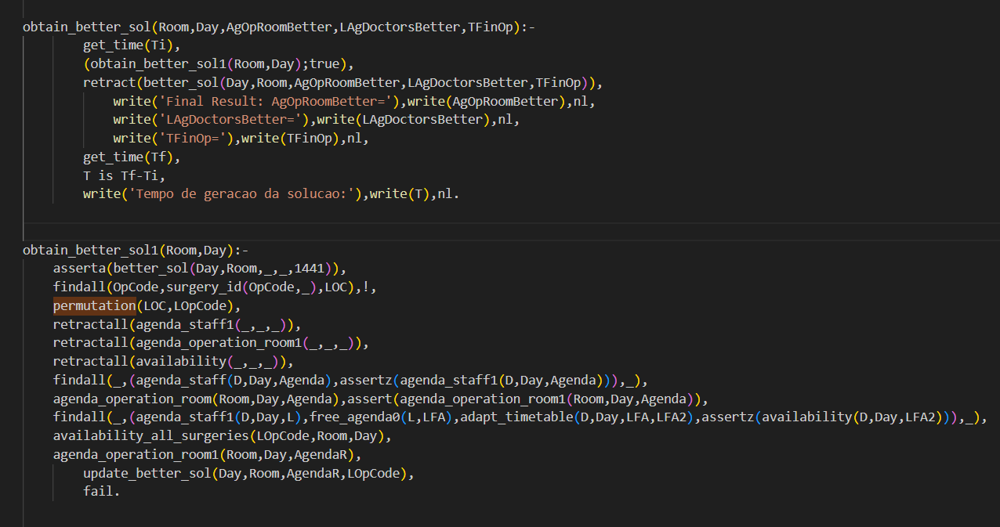 obtain_better_sol(Room,Day,AgOpRoomBetter,LAgDoctorsBetter,TFinOp):-
get_time(Ti),
(obtain_better_sol1(Room,Day);true),
retract(better_sol(Day,Room,AgOpRoomBetter,LAgDoctorsBetter,TFinOp)),
write('Final Result: AgOpRoomBetter='),write(AgOpRoomBetter),nl,
write('LAgDoctorsBetter='),write(LAgDoctorsBetter),nl,
write('TFinOp='),write(TFinOp),nl,
get_time(Tf),
T is Tf-Ti,
write('Tempo de geracao da solucao:'),write(T),nl.
obtain_better_sol1(Room,Day):-
asserta(better_sol(Day,Room,_,_,1441)),
findall(OpCode,surgery_id(OpCode,_),LOC),!,
permutation(LOC,LOpCode),
retractall(agenda_staff1(_,_,_)),
retractall(agenda_operation_room1(_,_,_)),
retractall(availability(_,_,_)),
findall(_,(agenda_staff(D,Day,Agenda),assertz(agenda_staff1(D,Day,Agenda))),_),
agenda_operation_room(Room,Day,Agenda),assert(agenda_operation_room1(Room,Day,Agenda)),
findall(_,(agenda_staff1(D,Day,L),free_agenda0(L,LFA),adapt_timetable(D,Day,LFA,LFA2),assertz(availability(D,Day,LFA2))),_),
availability_all_surgeries(LOpCode,Room,Day),
agenda_operation_room1(Room,Day,AgendaR),
update_better_sol(Day,Room,AgendaR,LOpCode),
fail.